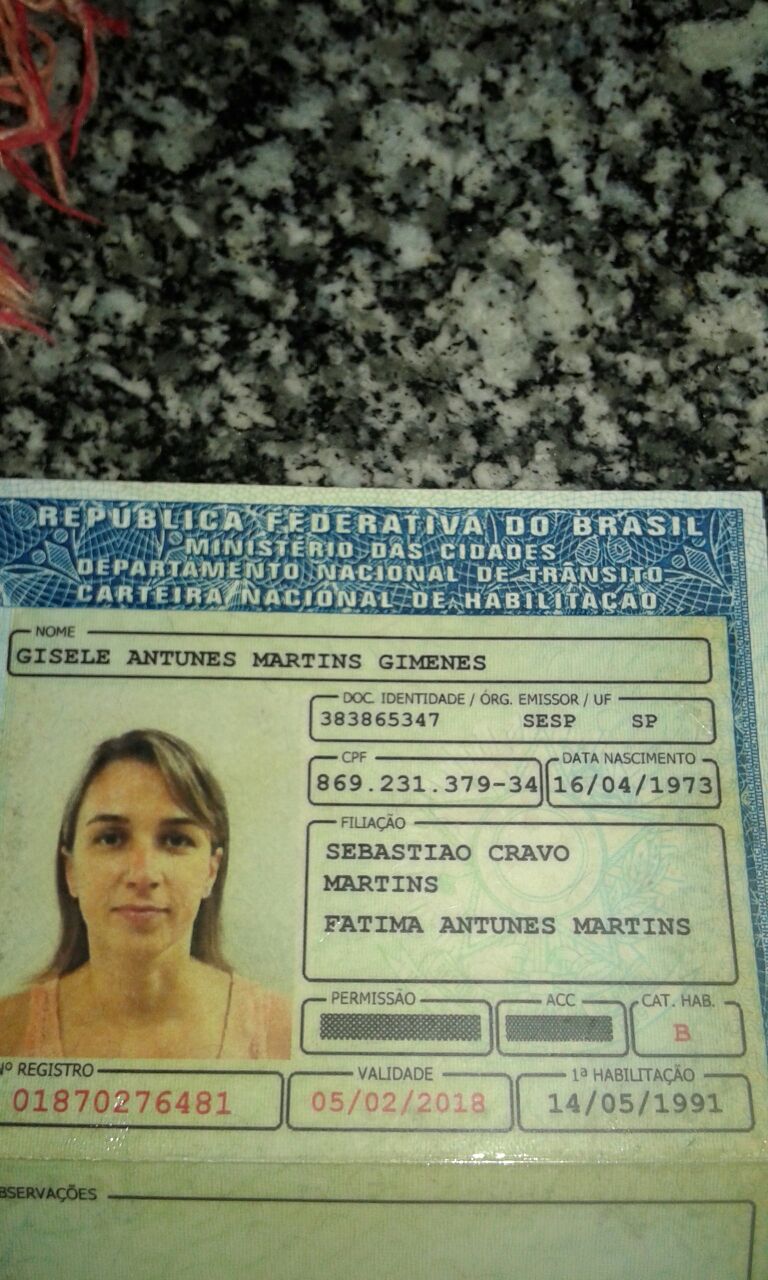 REPÚBLICA FEDERATIVA DO BRASIL
MINISTÉRIO DAS CIDADES
DEPARTAMENTO NACIONAL DE TRÂNSITO
CARTEIRA NACIONAL DE HABILITAÇÃO
NOME
GISELE ANTUNES MARTINS GIMENES
DOC. IDENTIDADE / ÓRG. EMISSOR / UF
383865347 SESP SP
CPF DATA NASCIMENTO
869.231.379-34 16/04/1973
FILIAÇÃO
SEBASTIAO CRAVO
MARTINS
FATIMA ANTUNES MARTINS
PERMISSÃO ACC CAT. HAB.
B
Nº REGISTRO VALIDADE 1ª HABILITAÇÃO
01870276481 05/02/2018 14/05/1991
OBSERVAÇÕES